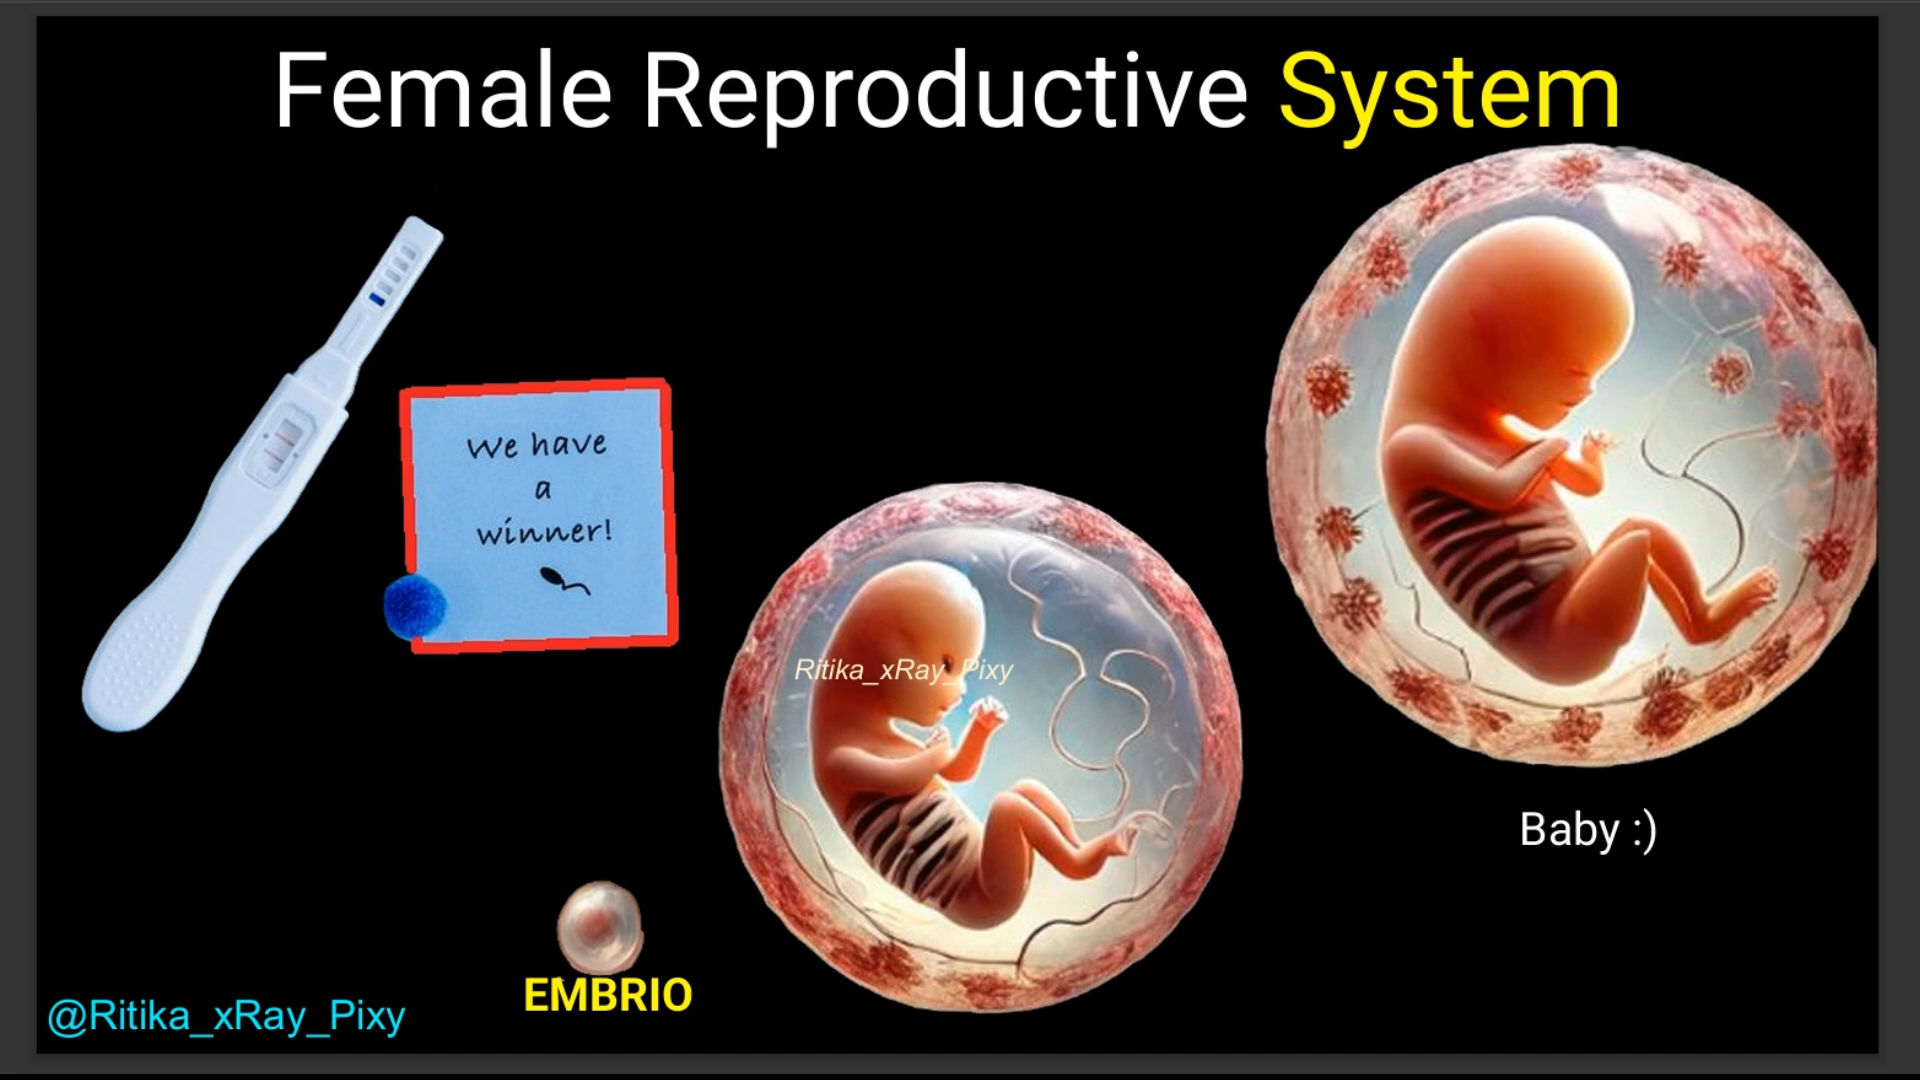 Female Reproductive System
We have
a
winner!
Ritika_xRay_Pixy
Baby :)
EMBRIO
@Ritika_xRay_Pixy